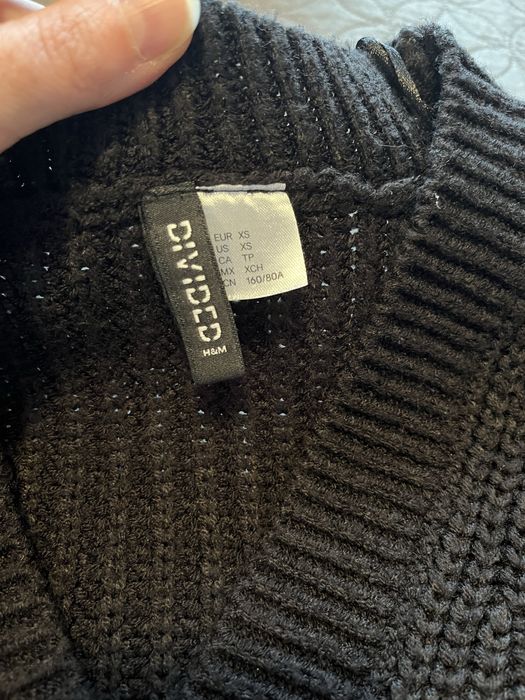 DIVIDED
H&M
EUR XS
US XS
CA TP
MX XCH
CN 160/80A